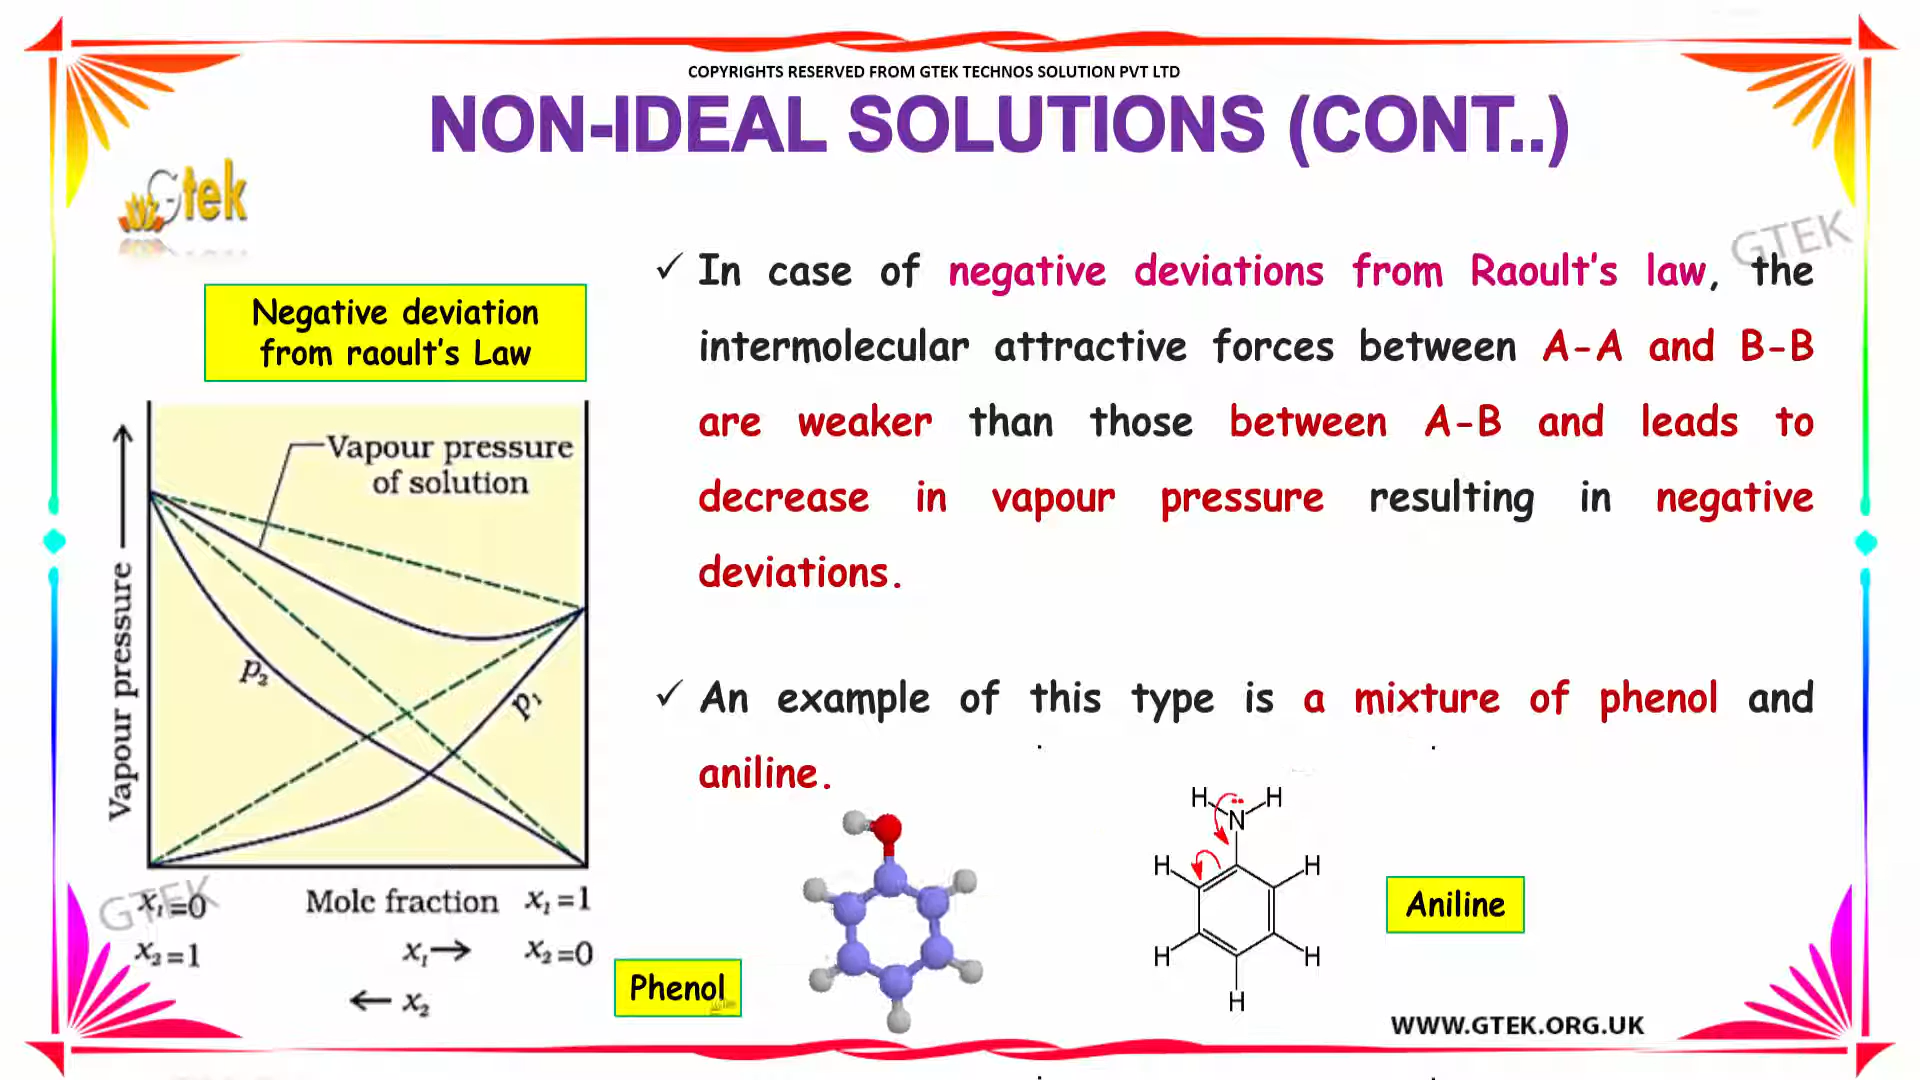 COPYRIGHTS RESERVED FROM GTEK TECHNOS SOLUTION PVT LTD
NON-IDEAL SOLUTIONS (CONT..)
Gtek
GTEK
Negative deviation
from raoult's Law
✓ In case of negative deviations from Raoult's law, the
intermolecular attractive forces between A-A and B-B
are weaker than those between A-B and leads to
decrease in vapour pressure resulting in negative
deviations.
✓ An example of this type is a mixture of phenol and
aniline.
Vapour pressure
of solution
Vapour pressure
p₂
p₁
GTEK
x₁=0 Mole fraction x₁=1
x₂=1 x₁→ x₂=0
← x₂
Phenol
H H
N
H H
H H
H
Aniline
WWW.GTEK.ORG.UK